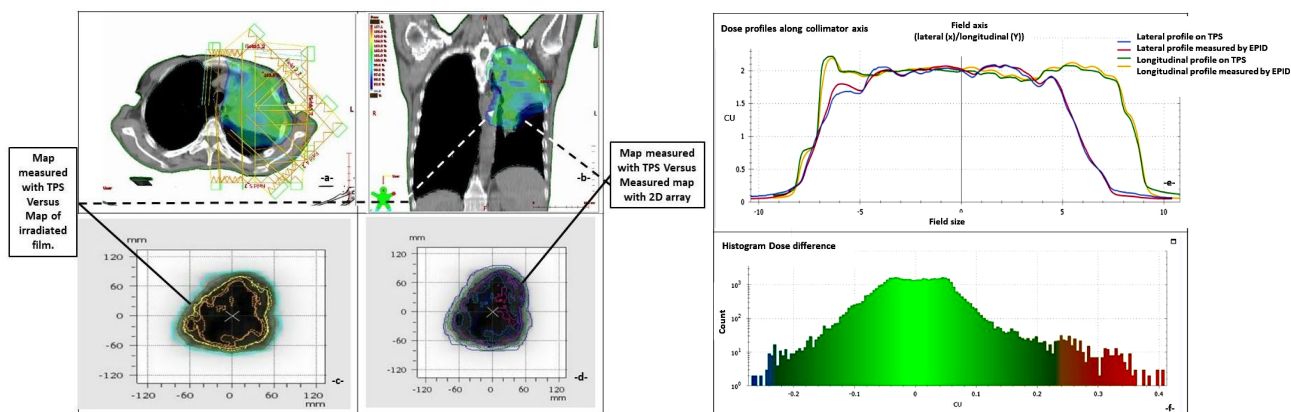 Map
measured
with TPS
Versus
Map of
irradiated
film.
-a-
R
L
-b-
Map measured
with TPS Versus
Measured map
with 2D array
mm
120
60
0
-60
-120
-120 -60 0 60 120
mm
-c-
mm
120
60
0
-60
-120
-120 -60 0 60 120
mm
-d-
Dose profiles along collimator axis
Field axis
(lateral (x)/longitudinal (Y))
Lateral profile on TPS
Lateral profile measured by EPID
Longitudinal profile on TPS
Longitudinal profile measured by EPID
2.5
2
1.5
CU
1
0.5
0
-10 -5 0 5 10
Field size
-e-
Histogram Dose difference
Count
10³
10²
10¹
10⁰
-0.2 -0.1 0 0.1 0.2 0.3 0.4
CU
-f-